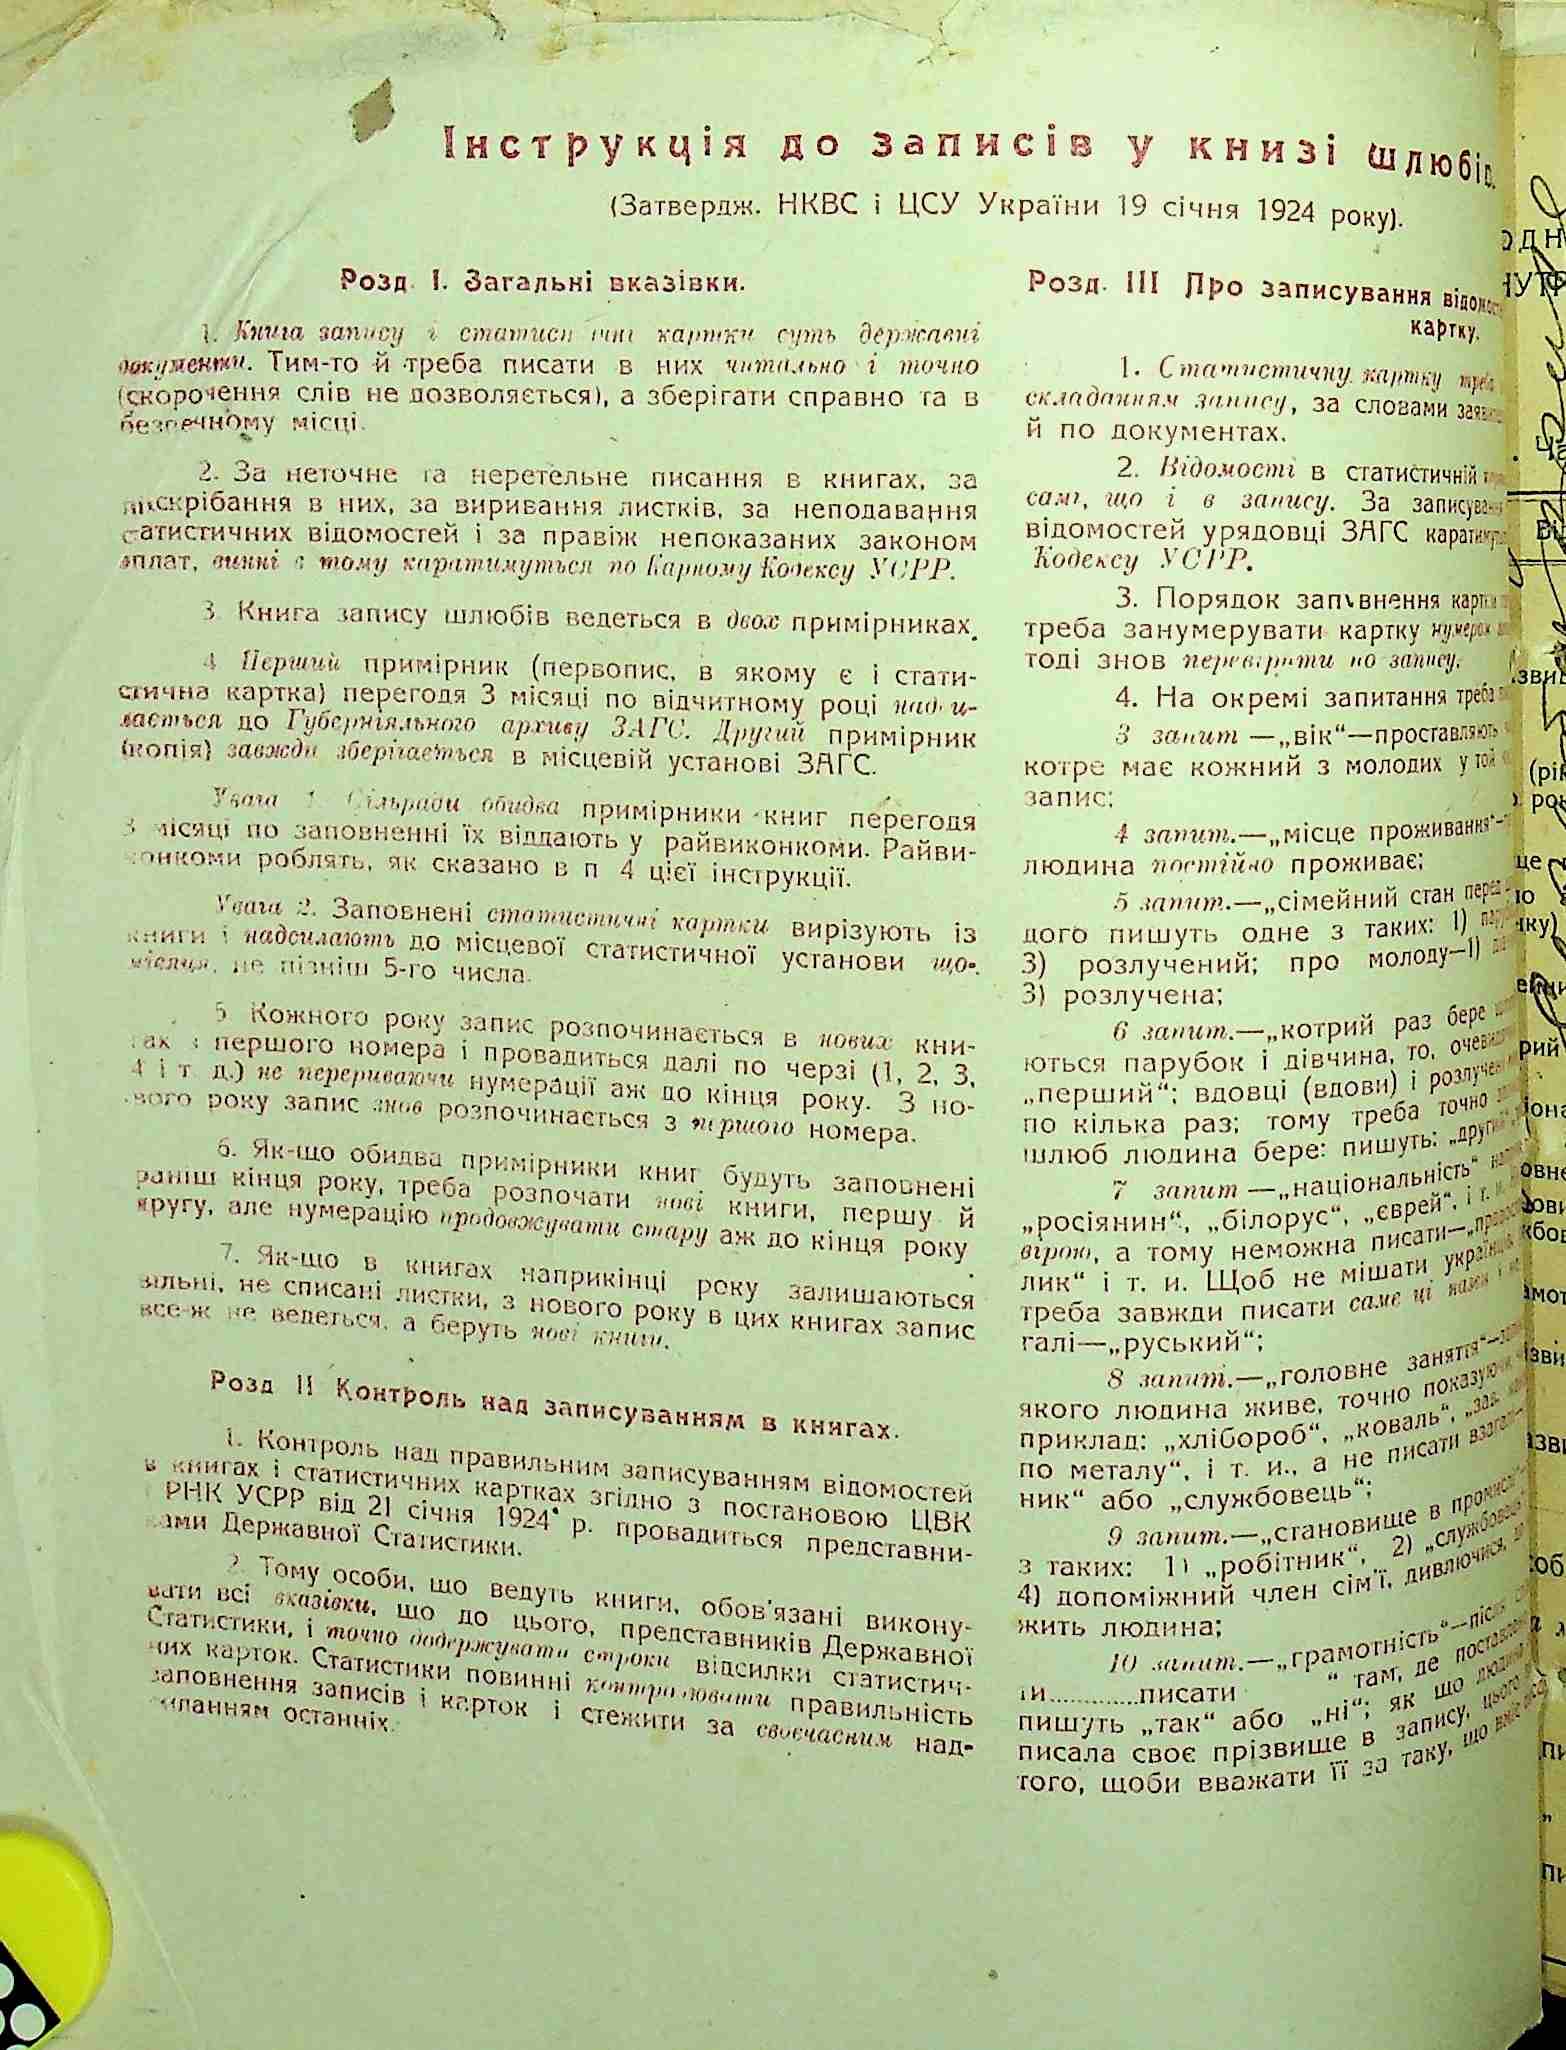 Інструкція до записів у книзі шлюбів.
(Затвердж. НКВС і ЦСУ України 19 січня 1924 року).
Розд. I. Загальні вказівки.
1. Книга запису і статистичні картки суть державні
документи. Тим-то й треба писати в них читально і точно
(скорочення слів не дозволяється), а зберігати справно та в
безпечному місці.
2. За неточне та неретельне писання в книгах, за
підскрібання в них, за виривання листків, за неподавання
статистичних відомостей і за правіж непоказаних законом
оплат, винні в тому каратимуться по Карному Кодексу УСРР.
3. Книга запису шлюбів ведеться в двох примірниках.
4. Перший примірник (первопис, в якому є і стати-
стична картка) перегодя 3 місяці по відчитному році надси-
лається до Губерніяльного архиву ЗАГС. Другий примірник
(копія) завжди зберігається в місцевій установі ЗАГС.
Увага 1. Сільради обидва примірники книг перегодя
3 місяці по заповненні їх віддають у райвиконкоми. Райви-
конкоми роблять, як сказано в п 4 цієї інструкції.
Увага 2. Заповнені статистичні картки вирізують із
книги і надсилають до місцевої статистичної установи що-
місяця, не пізніш 5-го числа.
5 Кожного року запис розпочинається в нових кни-
гах з першого номера і провадиться далі по черзі (1, 2, 3,
4 і т. д.) не перериваючи нумерації аж до кінця року. З но-
вого року запис знов розпочинається з першого номера.
6. Як-що обидва примірники книг будуть заповнені
раніш кінця року, треба розпочати нові книги, першу й
другу, але нумерацію продовжувати стару аж до кінця року
7. Як-що в книгах наприкінці року залишаються
вільні, не списані листки, з нового року в цих книгах запис
все-ж не ведеться, а беруть нові книги.
Розд II Контроль над записуванням в книгах.
1. Контроль над правильним записуванням відомостей
в книгах і статистичних картках згідно з постановою ЦВК
і РНК УСРР від 21 січня 1924 р. провадиться представни-
ками Державної Статистики.
2. Тому особи, що ведуть книги, обов'язані викону-
вати всі вказівки, що до цього, представників Державної
Статистики, і точно додержувати строки відсилки статистич-
них карток. Статистики повинні контролювати правильність
заповнення записів і карток і стежити за своєчасним над-
силанням останніх.
Розд. III Про записування відомост
картку.
1. Статистичну картку треба
складанням запису, за словами
й по документах.
2. Відомості в статистичній
самі, що і в запису. За записування
відомостей урядовці ЗАГС каратимуться
Кодексу УСРР.
3. Порядок заповнення картки
треба занумерувати картку нумером
тоді знов перевірити по запису.
4. На окремі запитання треба
3 запит —„вік“—проставляють
котре має кожний з молодих у той
запис;
4 запит.—„місце проживання“—
людина постійно проживає;
5 запит.—„сімейний стан перед
дого пишуть одне з таких: 1)
3) розлучений; про молоду—1)
3) розлучена;
6 запит.—„котрий раз бере
ються парубок і дівчина, то, очевидно
„перший“; вдовці (вдови) і розлучені
по кілька раз; тому треба точно
шлюб людина бере: пишуть: „другий“
7 запит —„національність“
„росіянин“, „білорус“, „єврей“, і т. и.
вірою, а тому неможна писати—
лик“ і т. и. Щоб не мішати українців
треба завжди писати саме ці назви і не
галі—„руський“;
8 запит.—„головне заняття“—
якого людина живе, точно показуючи
приклад: „хлібороб“, „коваль“,
по металу“, і т. и., а не писати взагалі—
ник“ або „службовець“;
9 запит.—„становище в промислі“—
з таких: 1) „робітник“, 2) „службовець“
4) допоміжний член сім'ї, дивлючися,
жить людина;
10 запит.—„грамотність“—після
ти.............писати “ там, де поставлено
пишуть „так“ або „ні“; як що людина
писала своє прізвище в запису, цього
того, щоби вважати її за таку, що вміє